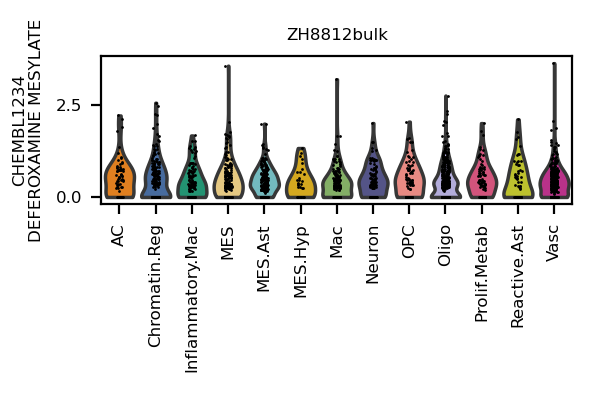 ZH8812bulk
CHEMBL1234
DEFEROXAMINE MESYLATE
2.5
0.0
AC
Chromatin.Reg
Inflammatory.Mac
MES
MES.Ast
MES.Hyp
Mac
Neuron
OPC
Oligo
Prolif.Metab
Reactive.Ast
Vasc